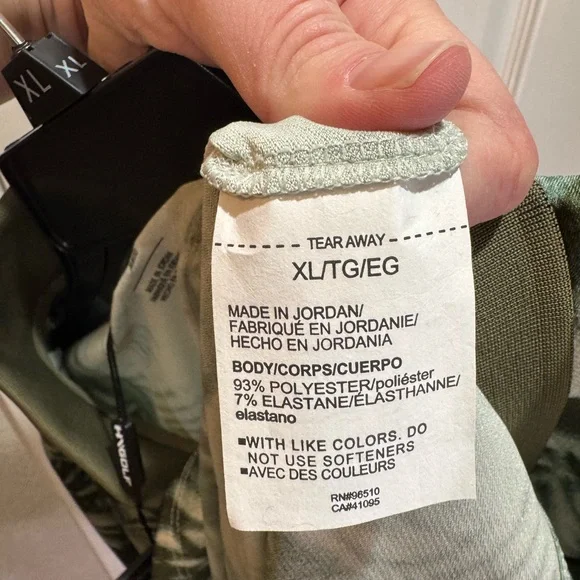 XL XL
- TEAR AWAY -
XL/TG/EG
MADE IN JORDAN/
FABRIQUÉ EN JORDANIE/
HECHO EN JORDANIA
BODY/CORPS/CUERPO
93% POLYESTER/poliéster
7% ELASTANE/ÉLASTHANNE/
elastano
■WITH LIKE COLORS. DO
NOT USE SOFTENERS
■AVEC DES COULEURS
RN#96510
CA#41095